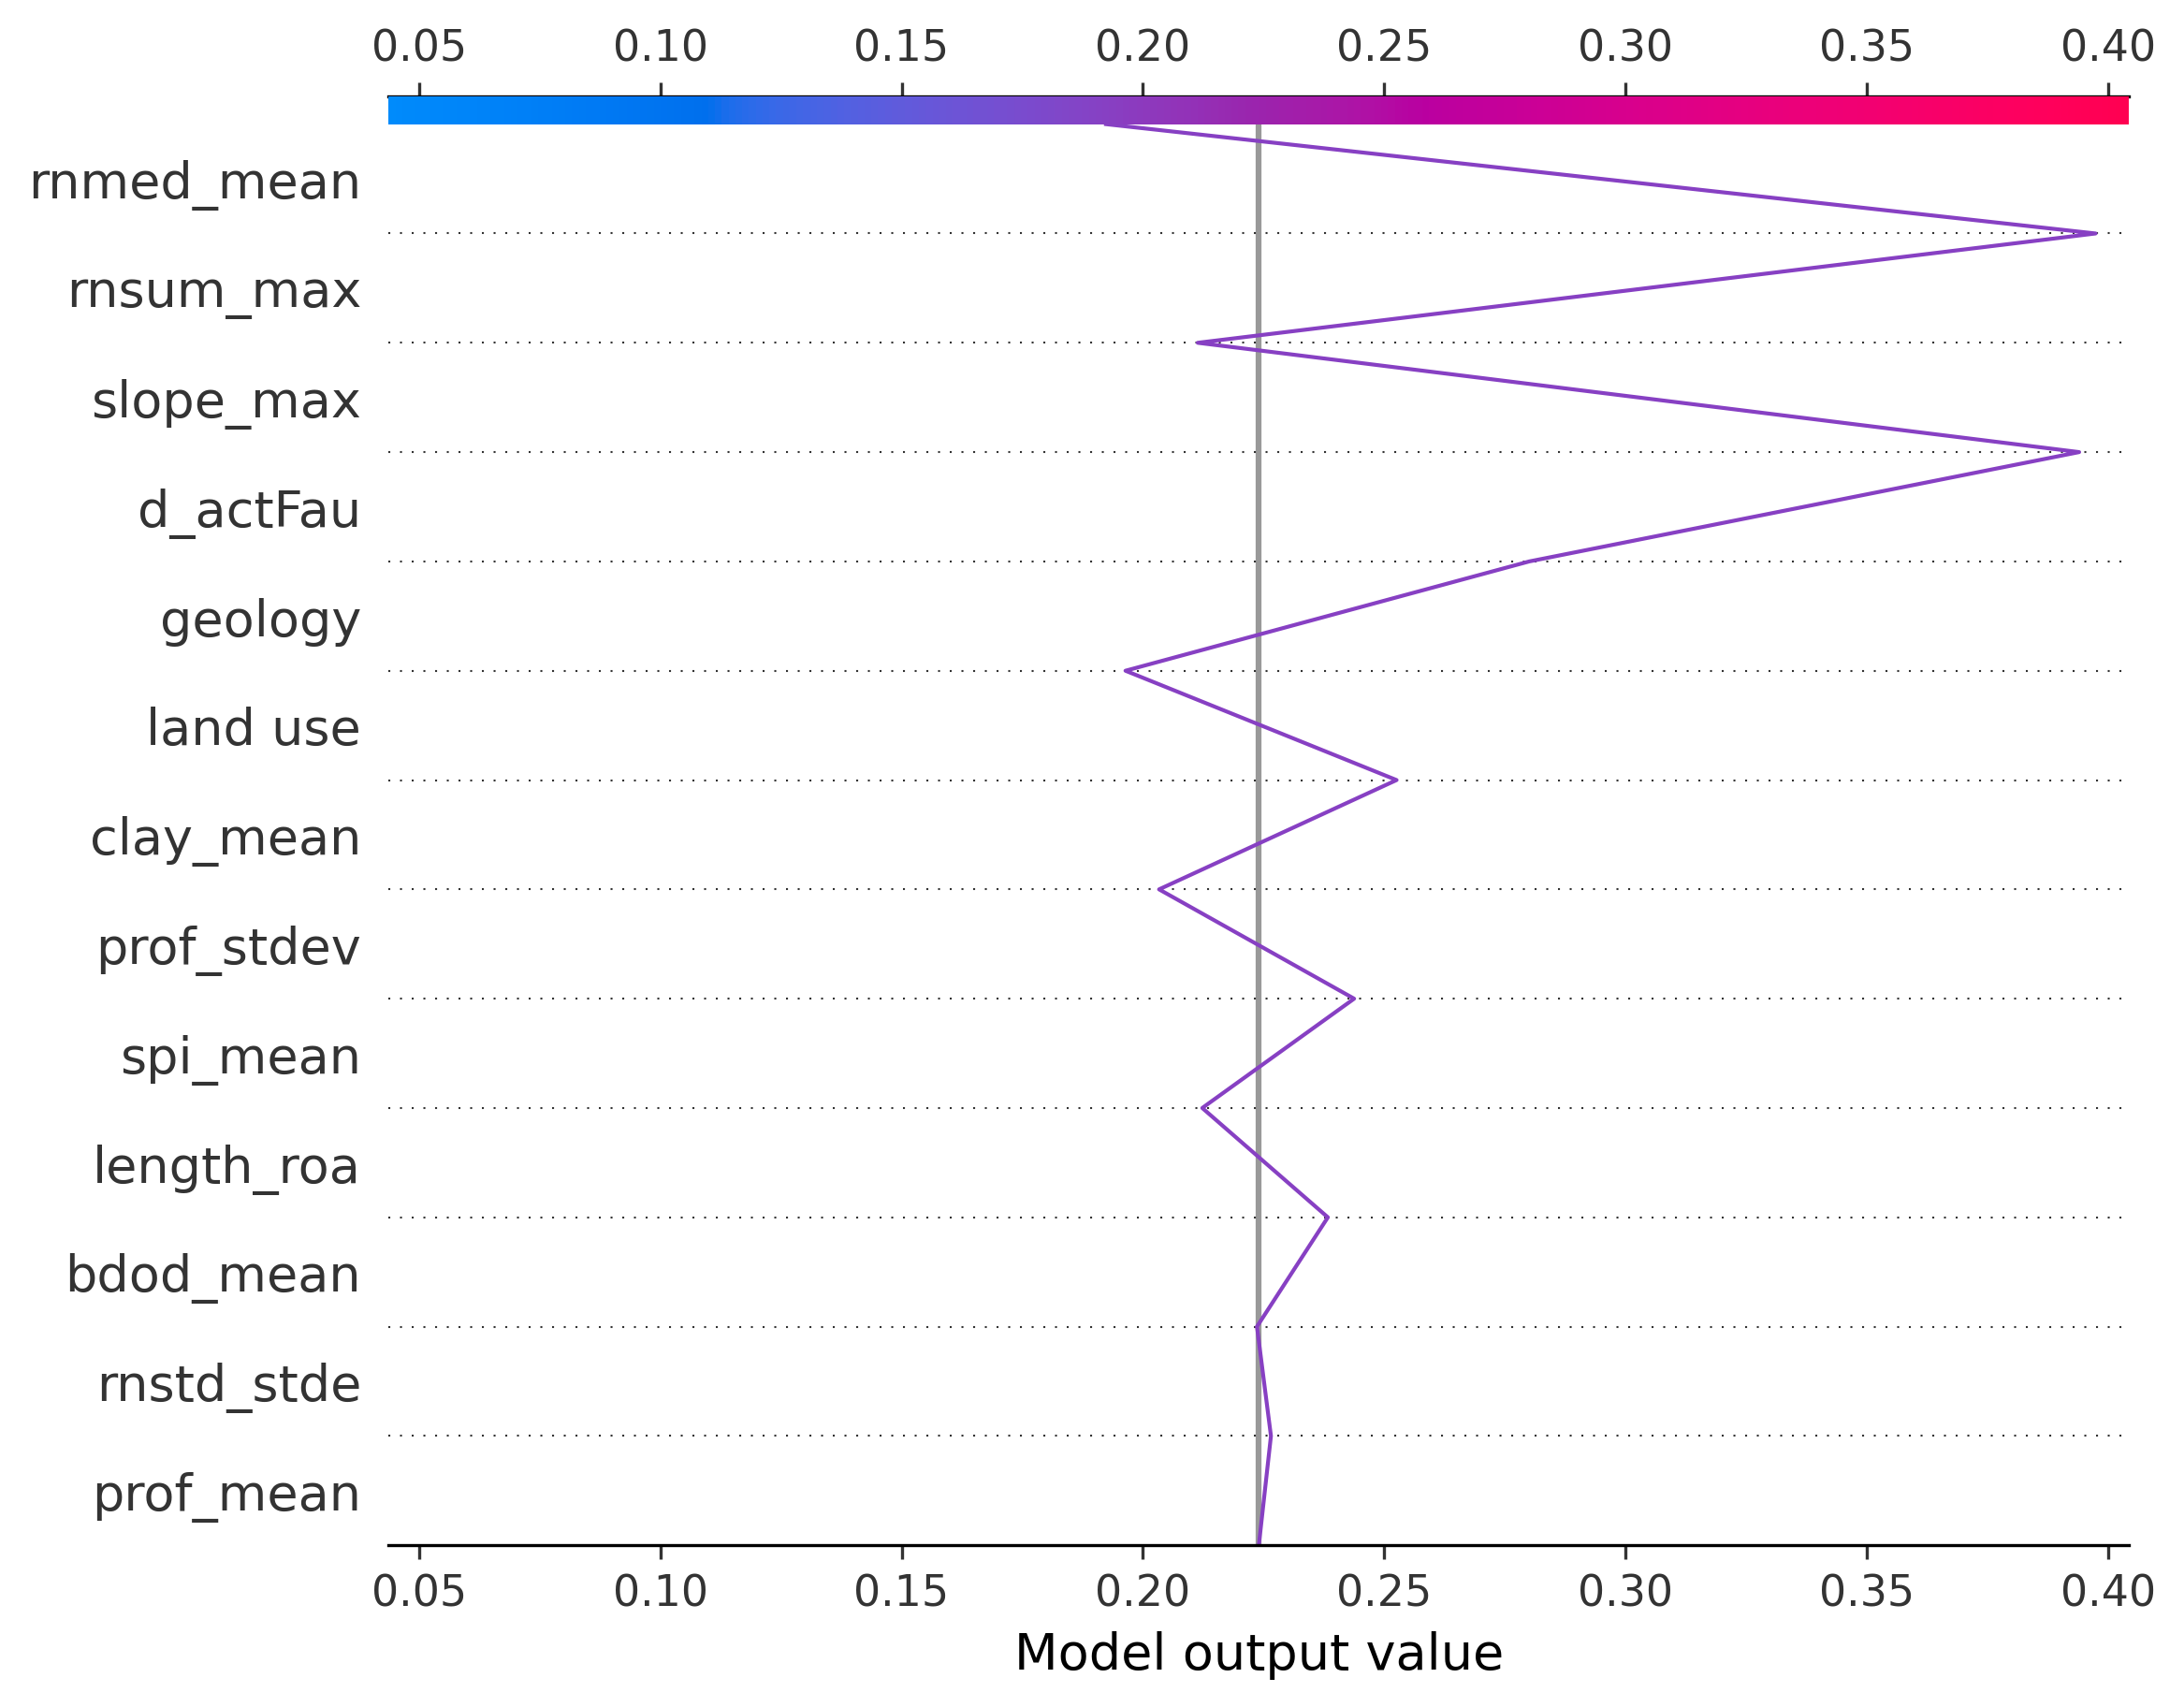 0.05 0.10 0.15 0.20 0.25 0.30 0.35 0.40
rnmed_mean
rnsum_max
slope_max
d_actFau
geology
land use
clay_mean
prof_stdev
spi_mean
length_roa
bdod_mean
rnstd_stde
prof_mean
0.05 0.10 0.15 0.20 0.25 0.30 0.35 0.40
Model output value